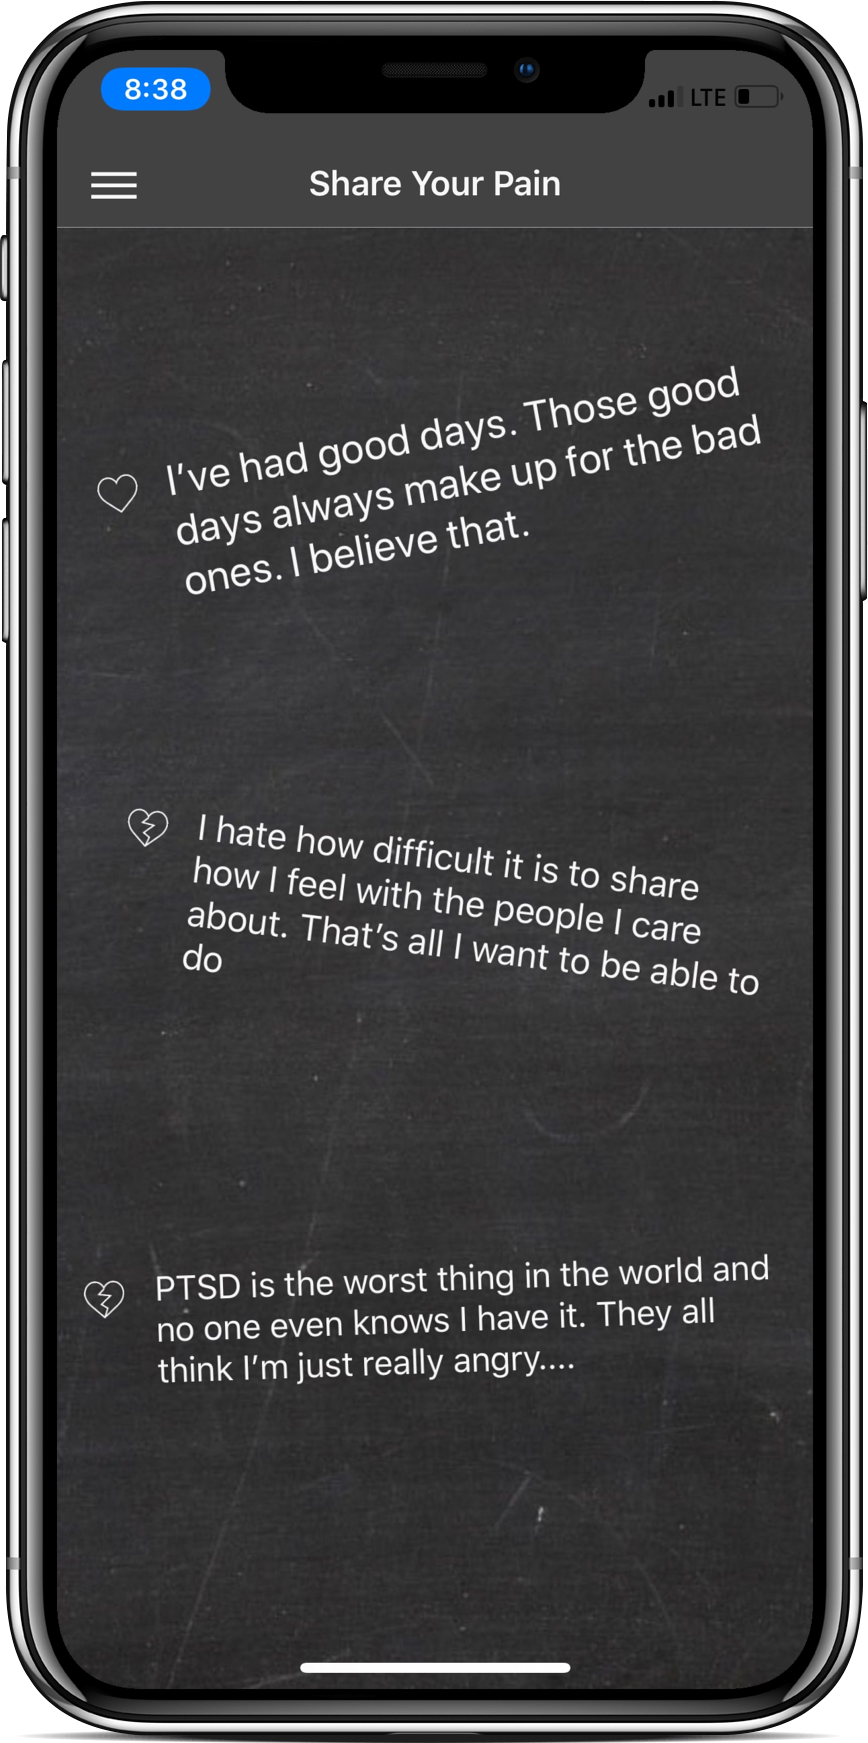 8:38
LTE
Share Your Pain
I’ve had good days. Those good
days always make up for the bad
ones. I believe that.
I hate how difficult it is to share
how I feel with the people I care
about. That’s all I want to be able to
do
PTSD is the worst thing in the world and
no one even knows I have it. They all
think I’m just really angry....